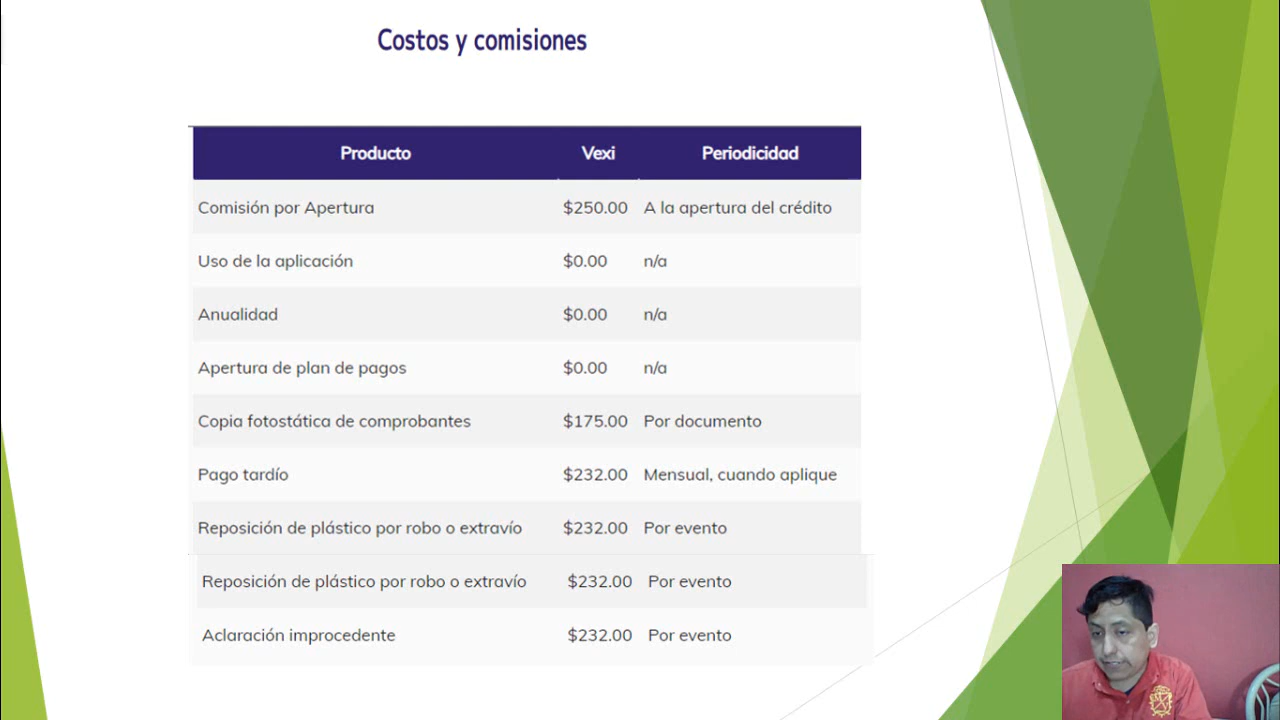 Costos y comisiones
Producto Vexi Periodicidad
Comisión por Apertura $250.00 A la apertura del crédito
Uso de la aplicación $0.00 n/a
Anualidad $0.00 n/a
Apertura de plan de pagos $0.00 n/a
Copia fotostática de comprobantes $175.00 Por documento
Pago tardío $232.00 Mensual, cuando aplique
Reposición de plástico por robo o extravío $232.00 Por evento
Reposición de plástico por robo o extravío $232.00 Por evento
Aclaración improcedente $232.00 Por evento